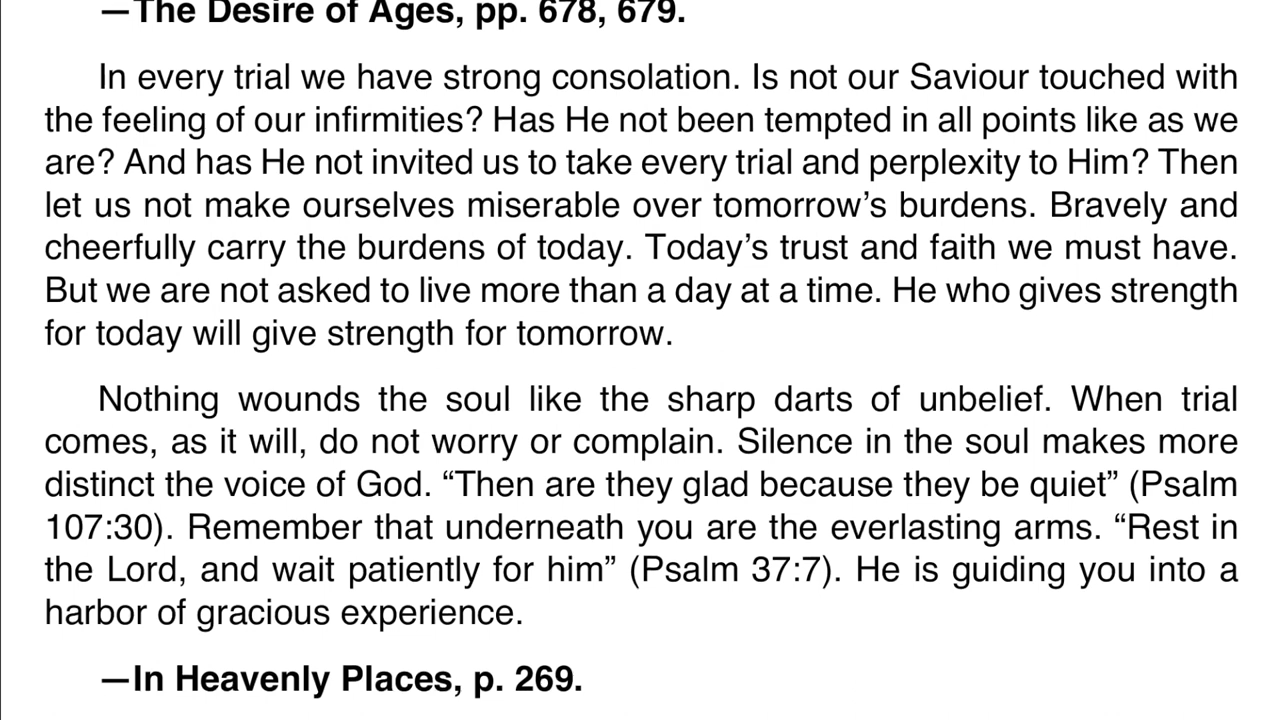 —The Desire of Ages, pp. 678, 679.
In every trial we have strong consolation. Is not our Saviour touched with
the feeling of our infirmities? Has He not been tempted in all points like as we
are? And has He not invited us to take every trial and perplexity to Him? Then
let us not make ourselves miserable over tomorrow’s burdens. Bravely and
cheerfully carry the burdens of today. Today’s trust and faith we must have.
But we are not asked to live more than a day at a time. He who gives strength
for today will give strength for tomorrow.
Nothing wounds the soul like the sharp darts of unbelief. When trial
comes, as it will, do not worry or complain. Silence in the soul makes more
distinct the voice of God. “Then are they glad because they be quiet” (Psalm
107:30). Remember that underneath you are the everlasting arms. “Rest in
the Lord, and wait patiently for him” (Psalm 37:7). He is guiding you into a
harbor of gracious experience.
—In Heavenly Places, p. 269.